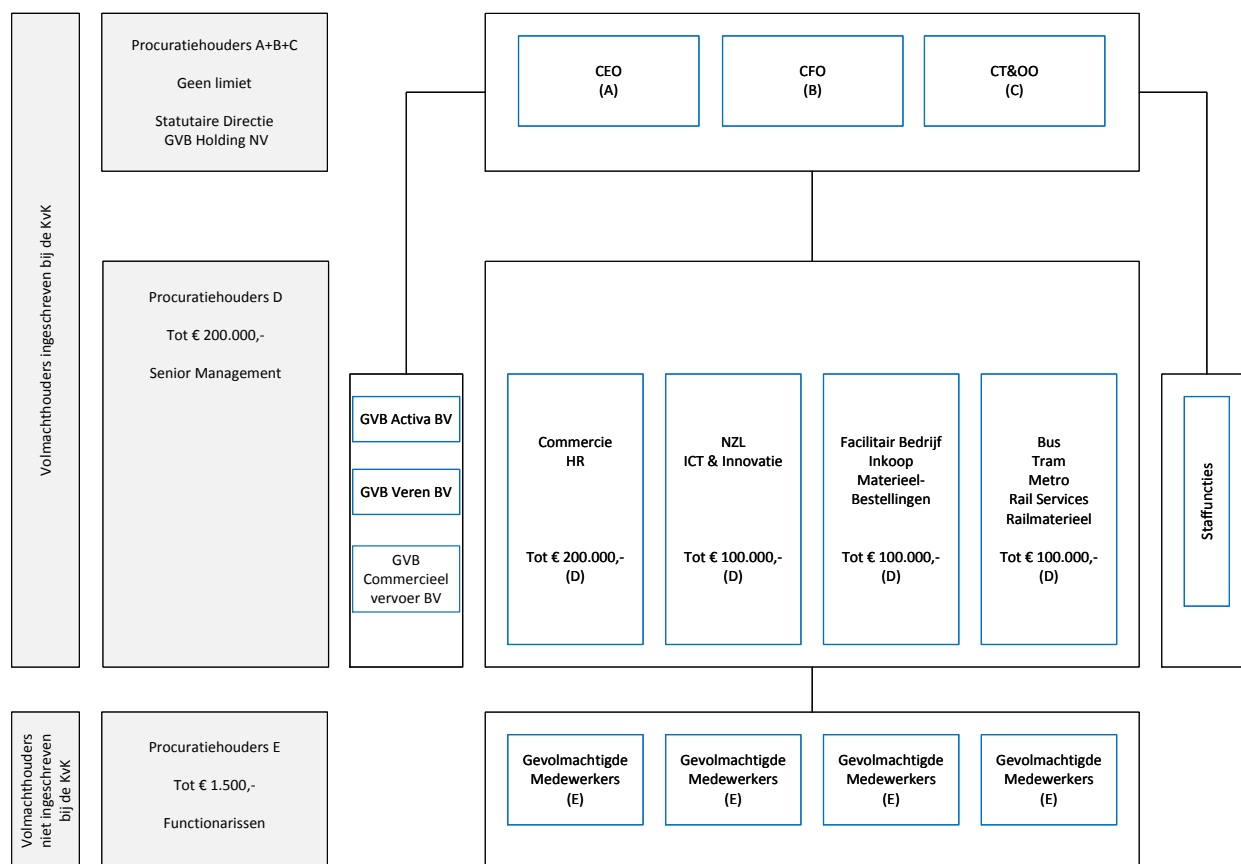 Volmachthouders ingeschreven bij de KvK
Procuratiehouders A+B+C
Geen limiet
Statutaire Directie
GVB Holding NV
CEO
(A)
CFO
(B)
CT&OO
(C)
Procuratiehouders D
Tot € 200.000,-
Senior Management
GVB Activa BV
GVB Veren BV
GVB
Commercieel
vervoer BV
Commercie
HR
Tot € 200.000,-
(D)
NZL
ICT & Innovatie
Tot € 100.000,-
(D)
Facilitair Bedrijf
Inkoop
Materieel-
Bestellingen
Tot € 100.000,-
(D)
Bus
Tram
Metro
Rail Services
Railmaterieel
Tot € 100.000,-
(D)
Staffuncties
Volmachthouders
niet ingeschreven
bij de KvK
Procuratiehouders E
Tot € 1.500,-
Functionarissen
Gevolmachtigde
Medewerkers
(E)
Gevolmachtigde
Medewerkers
(E)
Gevolmachtigde
Medewerkers
(E)
Gevolmachtigde
Medewerkers
(E)